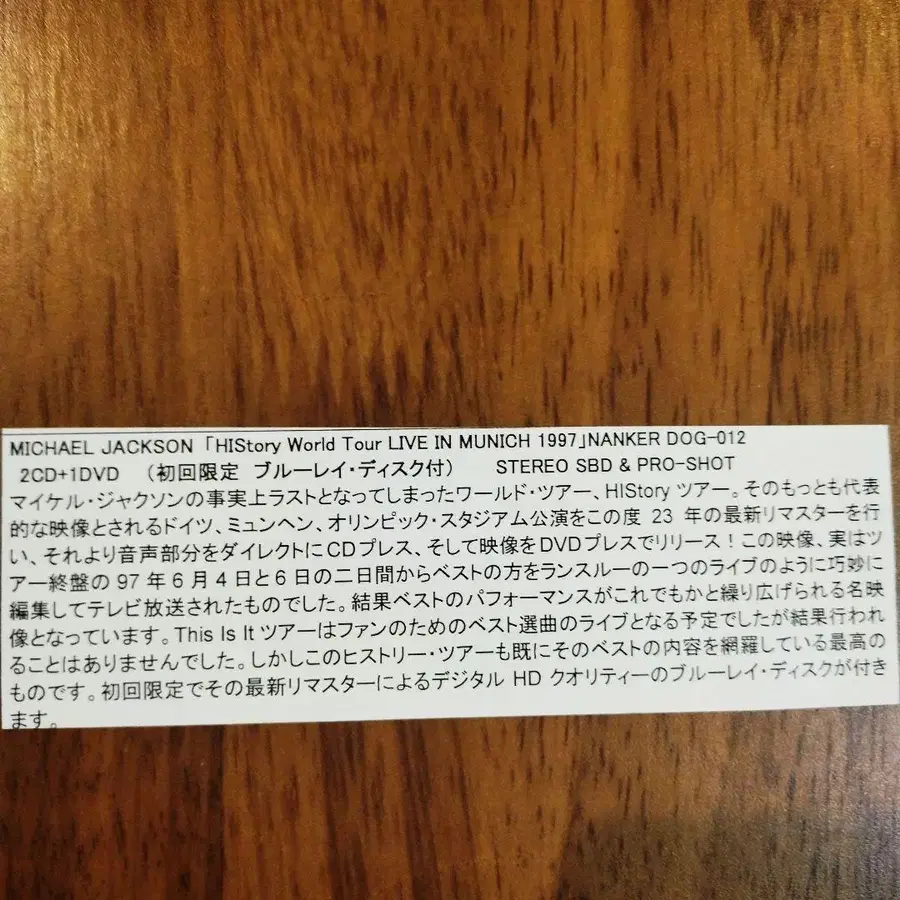 MICHAEL JACKSON 「HIStory World Tour LIVE IN MUNICH 1997」NANKER DOG-012
2CD+1DVD （初回限定 ブルーレイ・ディスク付） STEREO SBD & PRO-SHOT
マイケル・ジャクソンの事実上ラストとなってしまったワールド・ツアー、HIStory ツアー。そのもっとも代表
的な映像とされるドイツ、ミュンヘン、オリンピック・スタジアム公演をこの度 23 年の最新リマスターを行
い、それより音声部分をダイレクトにCDプレス、そして映像をDVDプレスでリリース！この映像、実はツ
アー終盤の 97 年 6 月 4 日と 6 日の二日間からベストの方をランスルーの一つのライブのように巧妙に
編集してテレビ放送されたものでした。結果ベストのパフォーマンスがこれでもかと繰り広げられる名映
像となっています。This Is It ツアーはファンのためのベスト選曲のライブとなる予定でしたが結果行われ
ることはありませんでした。しかしこのヒストリー・ツアーも既にそのベストの内容を網羅している最高の
ものです。初回限定でその最新リマスターによるデジタル HD クオリティーのブルーレイ・ディスクが付き
ます。